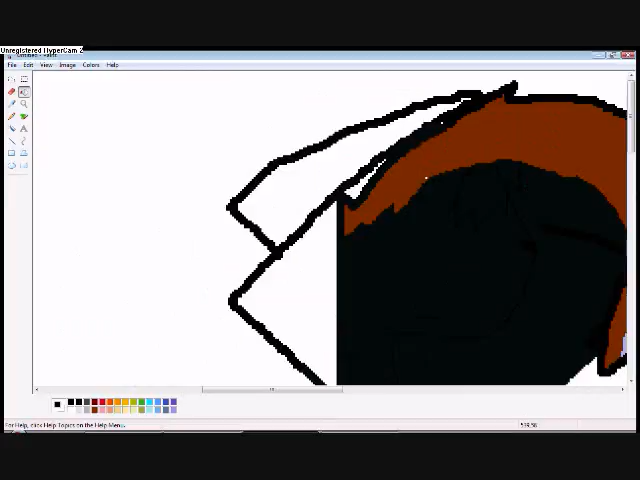 Unregistered HyperCam 2
Untitled - Paint
File Edit View Image Colors Help
For Help, click Help Topics on the Help Menu.